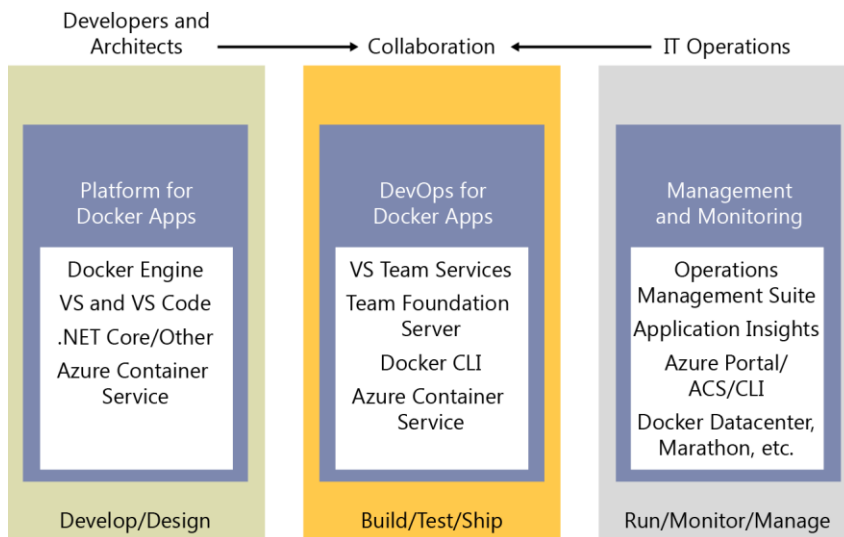 Developers and
Architects
Collaboration
IT Operations
Platform for
Docker Apps
Docker Engine
VS and VS Code
.NET Core/Other
Azure Container
Service
Develop/Design
DevOps for
Docker Apps
VS Team Services
Team Foundation
Server
Docker CLI
Azure Container
Service
Build/Test/Ship
Management
and Monitoring
Operations
Management Suite
Application Insights
Azure Portal/
ACS/CLI
Docker Datacenter,
Marathon, etc.
Run/Monitor/Manage